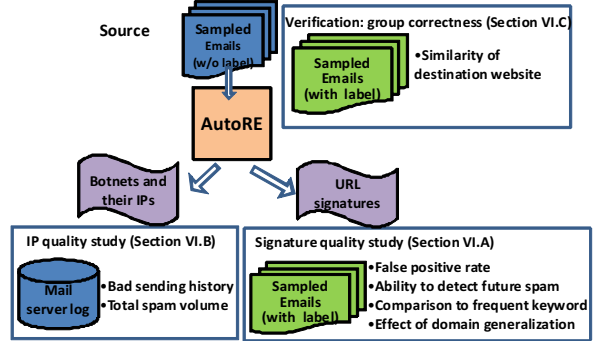 Source
Sampled
Emails
(w/o label)
Verification: group correctness (Section VI.C)
Sampled
Emails
(with label)
•Similarity of
destination website
AutoRE
Botnets and
their IPs
URL
signatures
IP quality study (Section VI.B)
Mail
server log
•Bad sending history
•Total spam volume
Signature quality study (Section VI.A)
Sampled
Emails
(with label)
•False positive rate
•Ability to detect future spam
•Comparison to frequent keyword
•Effect of domain generalization